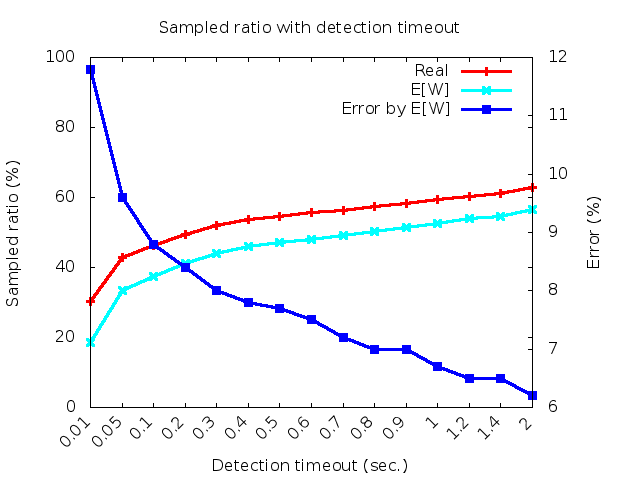 Sampled ratio with detection timeout
Real
E[W]
Error by E[W]
Sampled ratio (%)
100
80
60
40
20
0
12
11
10
9
8
7
6
Error (%)
0.01 0.05 0.1 0.2 0.3 0.4 0.5 0.6 0.7 0.8 0.9 1 1.2 1.4 2
Detection timeout (sec.)